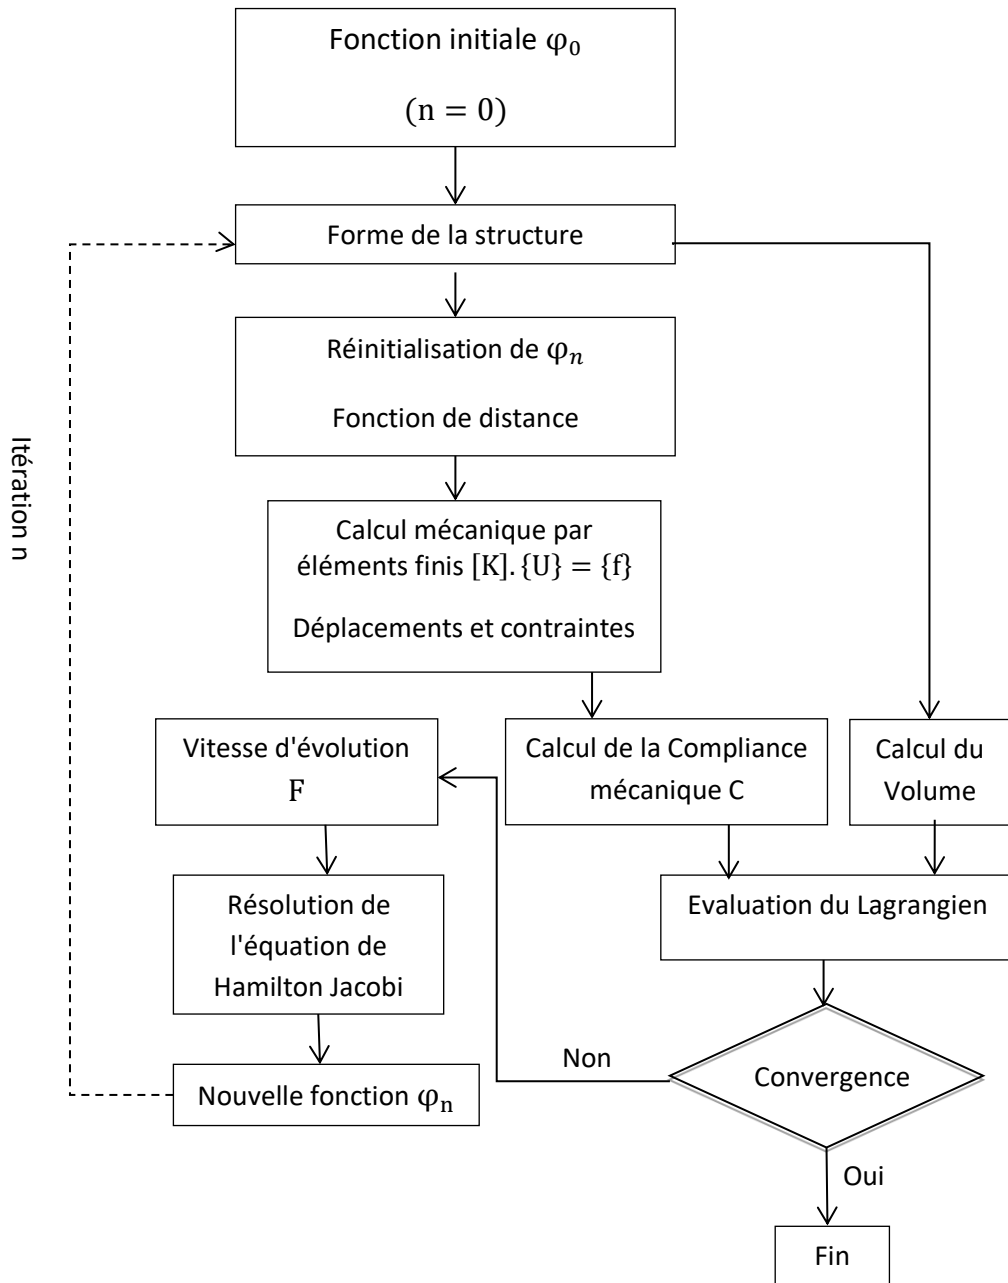 Fonction initiale φ₀
(n = 0)
Forme de la structure
Réinitialisation de φₙ
Fonction de distance
Itération n
Calcul mécanique par
éléments finis [K]. {U} = {f}
Déplacements et contraintes
Vitesse d'évolution
F
Calcul de la Compliance
mécanique C
Calcul du
Volume
Résolution de
l'équation de
Hamilton Jacobi
Evaluation du Lagrangien
Non
Convergence
Nouvelle fonction φₙ
Oui
Fin